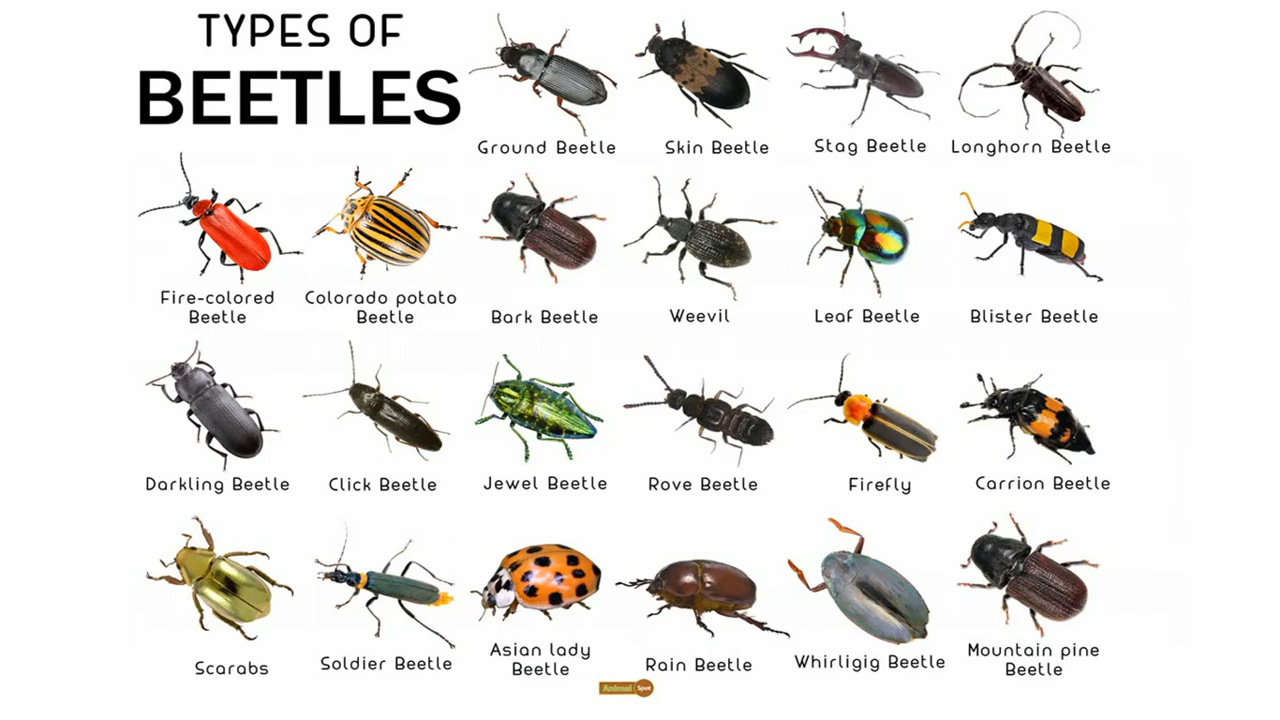 TYPES OF
BEETLES
Ground Beetle
Skin Beetle
Stag Beetle
Longhorn Beetle
Fire-colored
Beetle
Colorado potato
Beetle
Bark Beetle
Weevil
Leaf Beetle
Blister Beetle
Darkling Beetle
Click Beetle
Jewel Beetle
Rove Beetle
Firefly
Carrion Beetle
Scarabs
Soldier Beetle
Asian lady
Beetle
Rain Beetle
Whirligig Beetle
Mountain pine
Beetle
Animal Spot